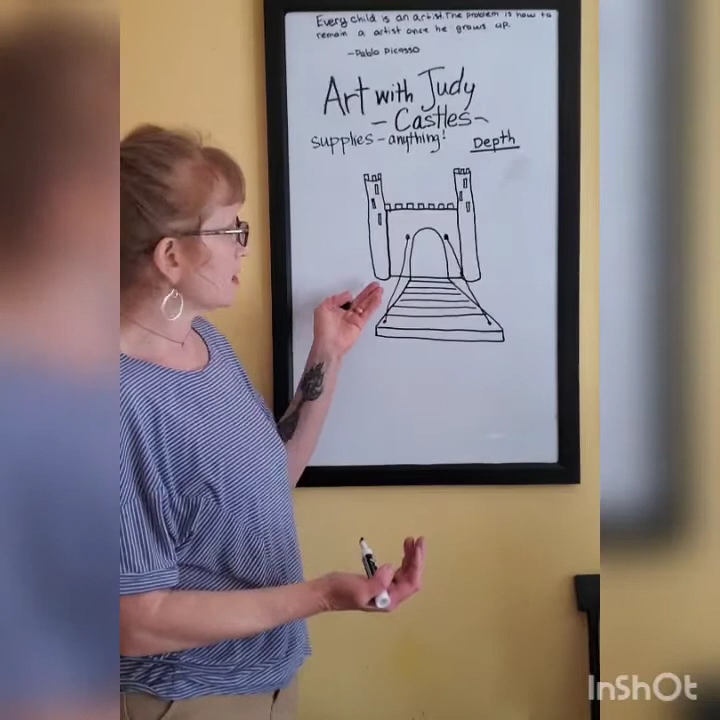 Every child is an artist. The problem is how to
remain a artist once he grows up.
-Pablo Picasso
Art with Judy
- Castles -
supplies - anything!
Depth
InShOt